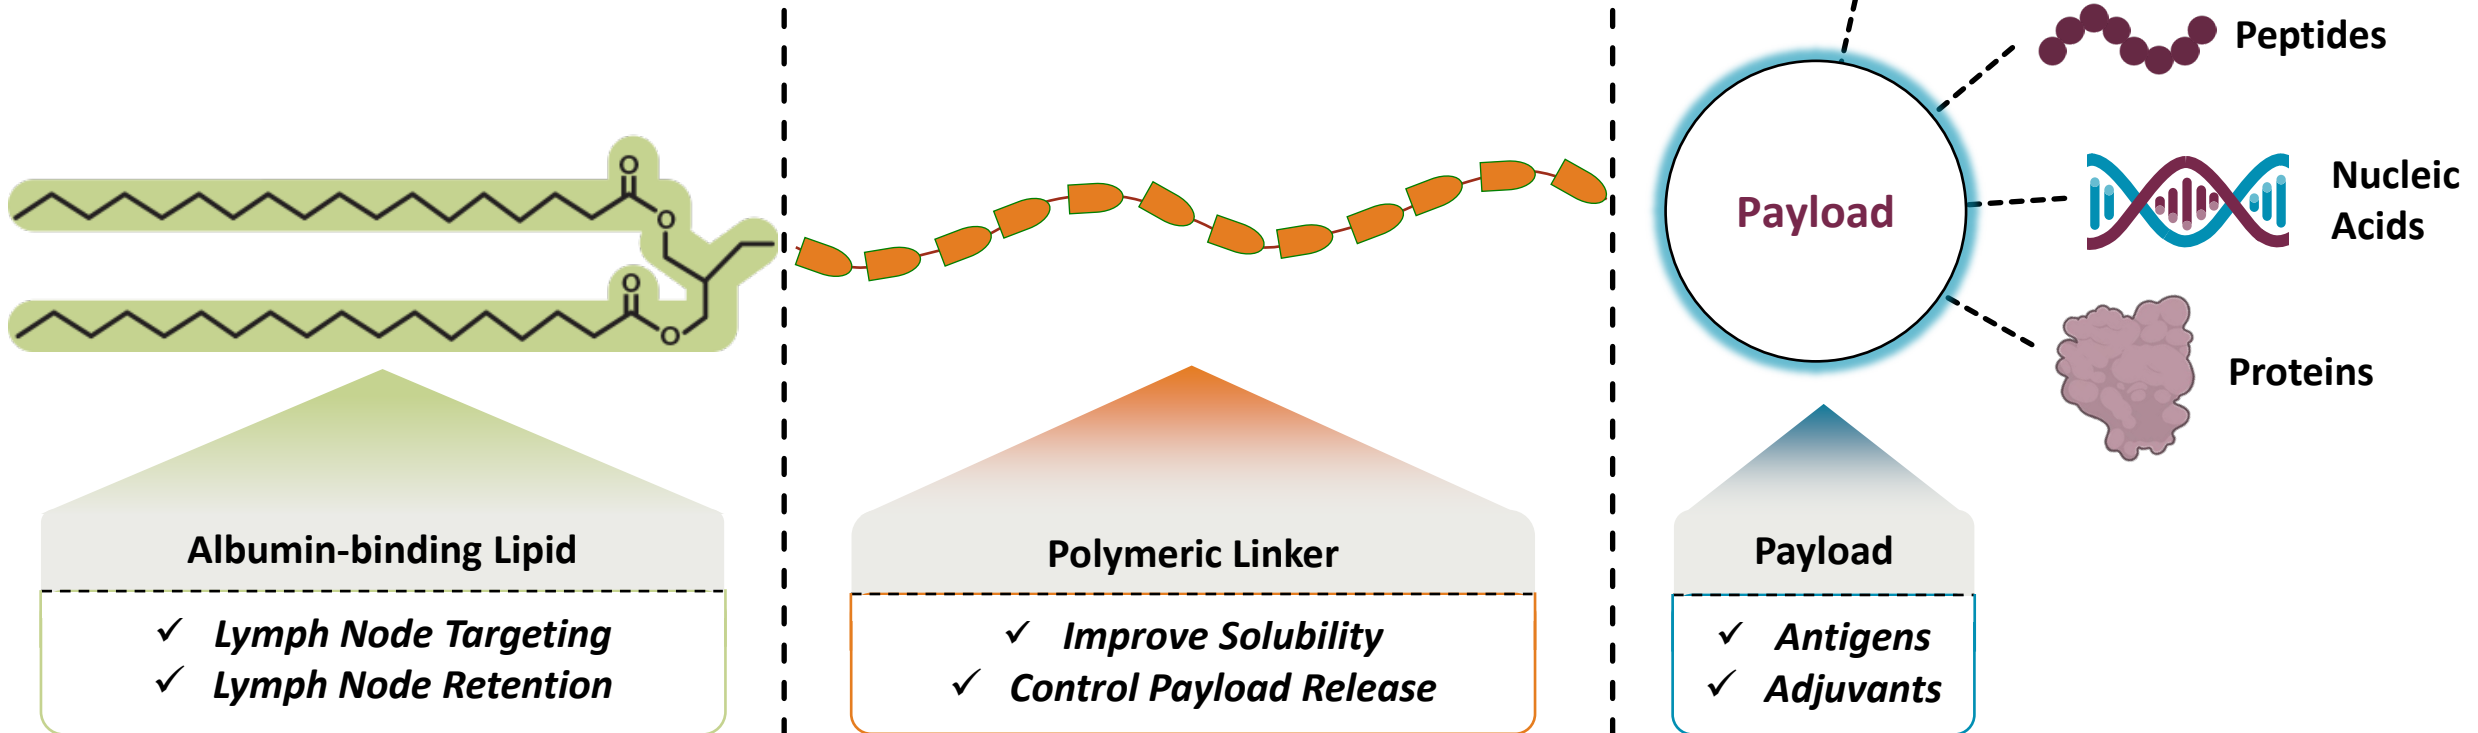 Peptides
O
O
O
O
Payload
Nucleic
Acids
Proteins
Albumin-binding Lipid
✓ Lymph Node Targeting
✓ Lymph Node Retention
Polymeric Linker
✓ Improve Solubility
✓ Control Payload Release
Payload
✓ Antigens
✓ Adjuvants